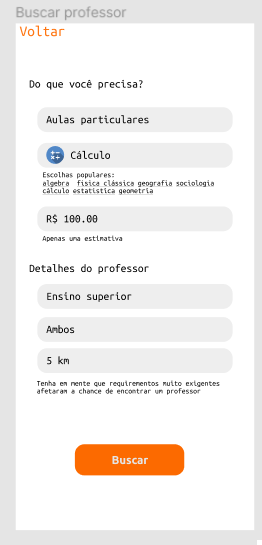 Buscar professor
Voltar
Do que você precisa?
Aulas particulares
Cálculo
Escolhas populares:
algebra física clássica geografia sociologia
cálculo estatistica geometria
R$ 100.00
Apenas uma estimativa
Detalhes do professor
Ensino superior
Ambos
5 km
Tenha em mente que requirementos muito exigentes
afetaram a chance de encontrar um professor
Buscar